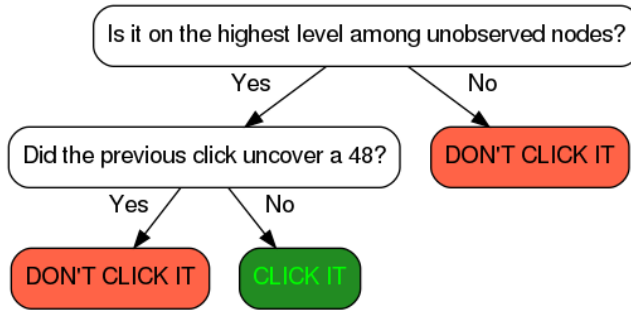 Is it on the highest level among unobserved nodes?
Yes
No
Did the previous click uncover a 48?
DON'T CLICK IT
Yes
No
DON'T CLICK IT
CLICK IT